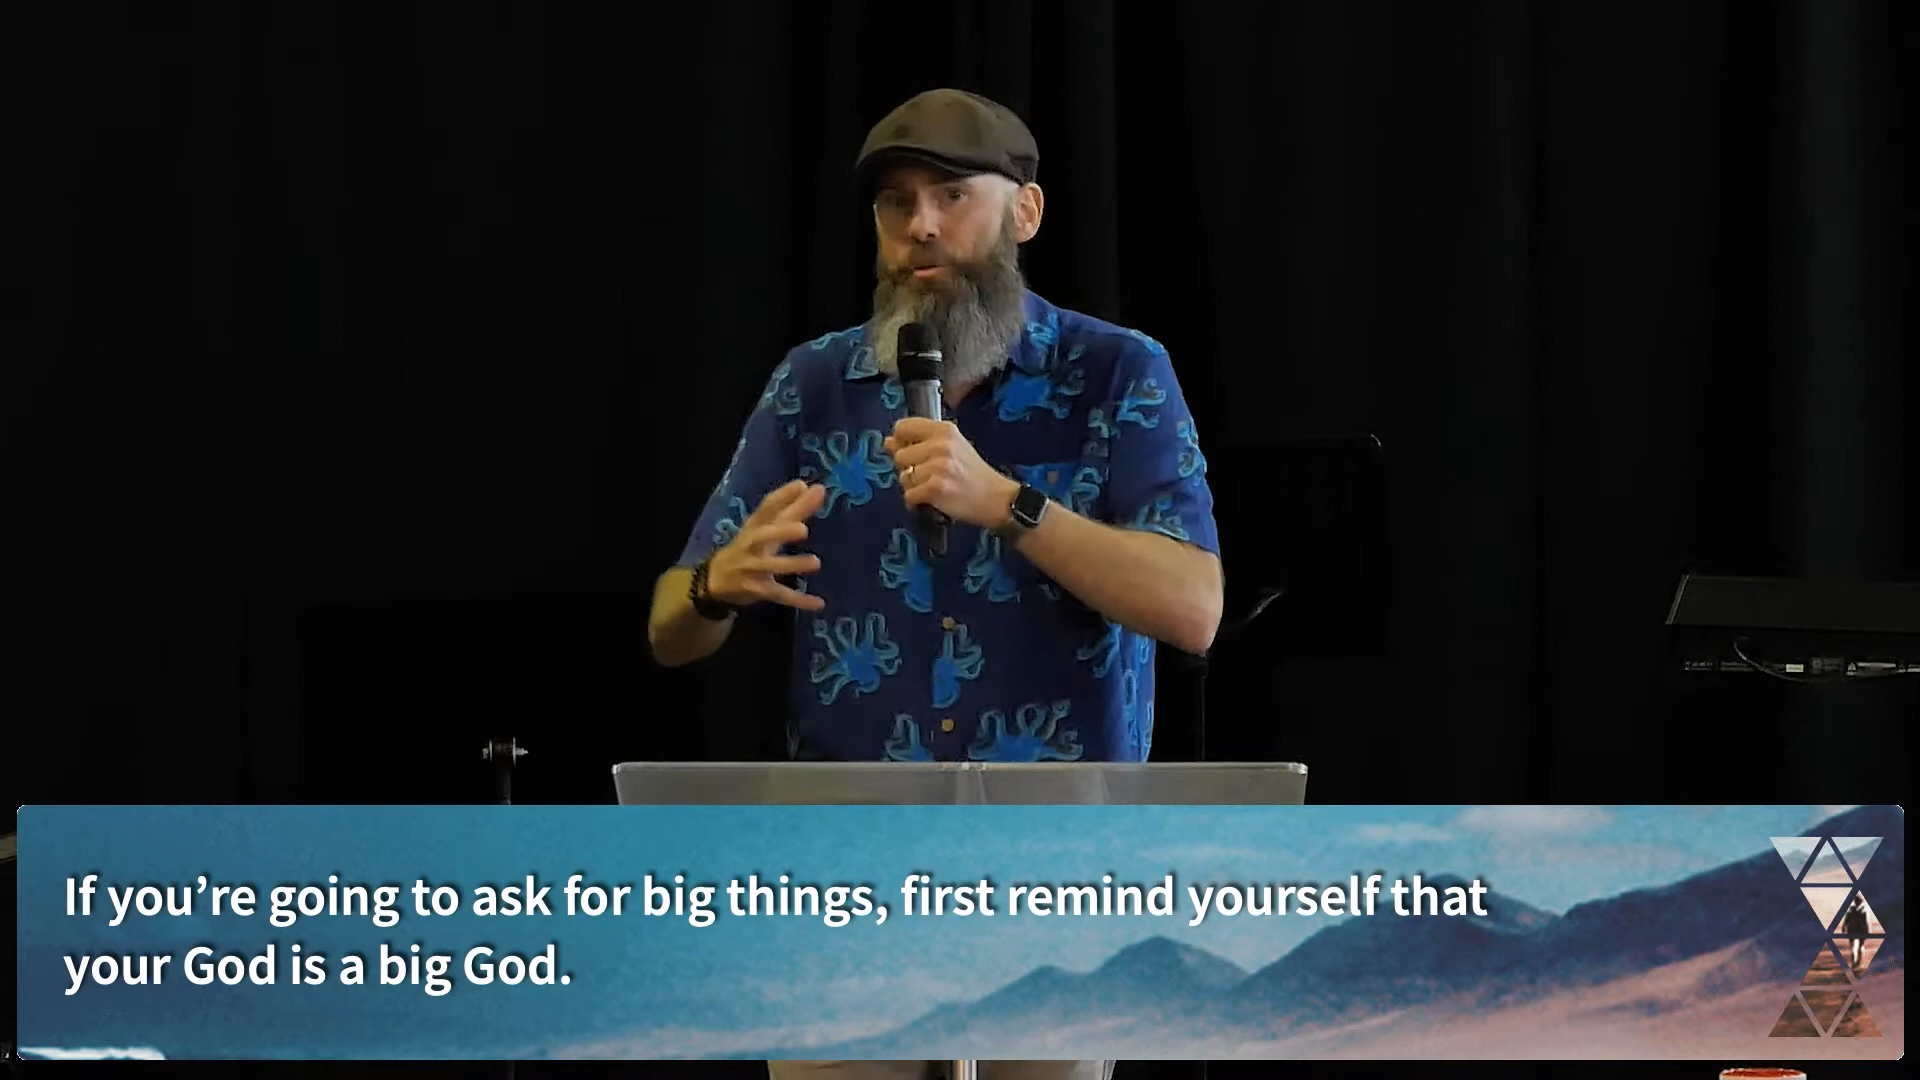 If you’re going to ask for big things, first remind yourself that
your God is a big God.